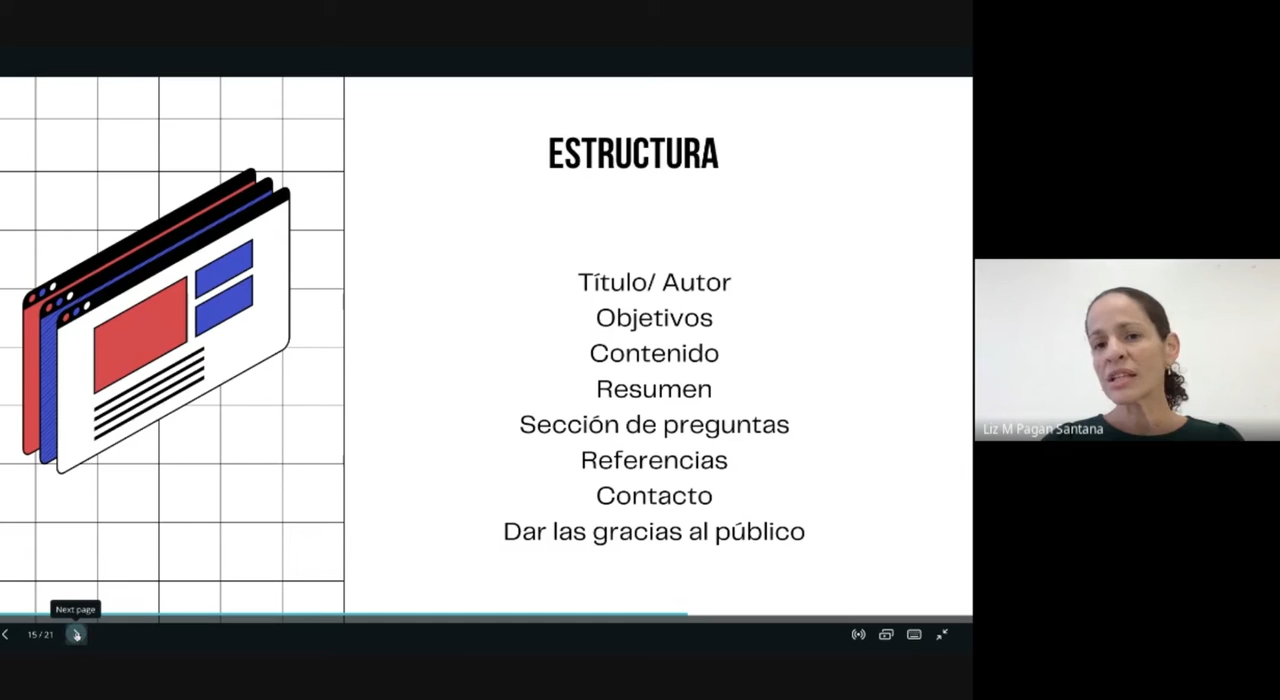 ESTRUCTURA
Título/ Autor
Objetivos
Contenido
Resumen
Sección de preguntas
Referencias
Contacto
Dar las gracias al público
Liz M Pagan Santana
Next page
15 / 21